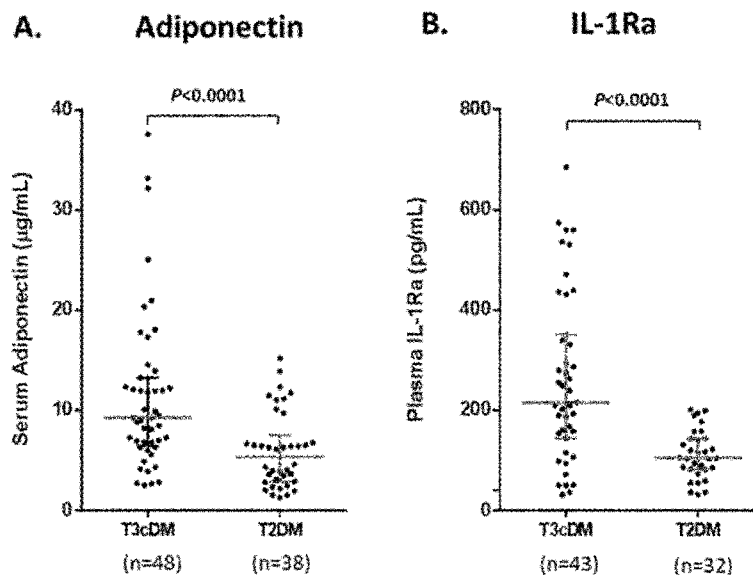 A. Adiponectin
P<0.0001
Serum Adiponectin (µg/mL)
40
30
20
10
0
T3cDM T2DM
(n=48) (n=38)
B. IL-1Ra
P<0.0001
Plasma IL-1Ra (pg/mL)
800
600
400
200
0
T3cDM T2DM
(n=43) (n=32)